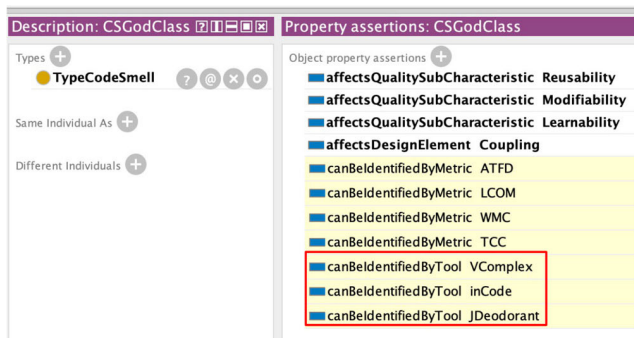 Description: CSGodClass
Types
TypeCodeSmell
Same Individual As
Different Individuals
Property assertions: CSGodClass
Object property assertions
affectsQualitySubCharacteristic Reusability
affectsQualitySubCharacteristic Modifiability
affectsQualitySubCharacteristic Learnability
affectsDesignElement Coupling
canBeIdentifiedByMetric ATFD
canBeIdentifiedByMetric LCOM
canBeIdentifiedByMetric WMC
canBeIdentifiedByMetric TCC
canBeIdentifiedByTool VComplex
canBeIdentifiedByTool inCode
canBeIdentifiedByTool JDeodorant